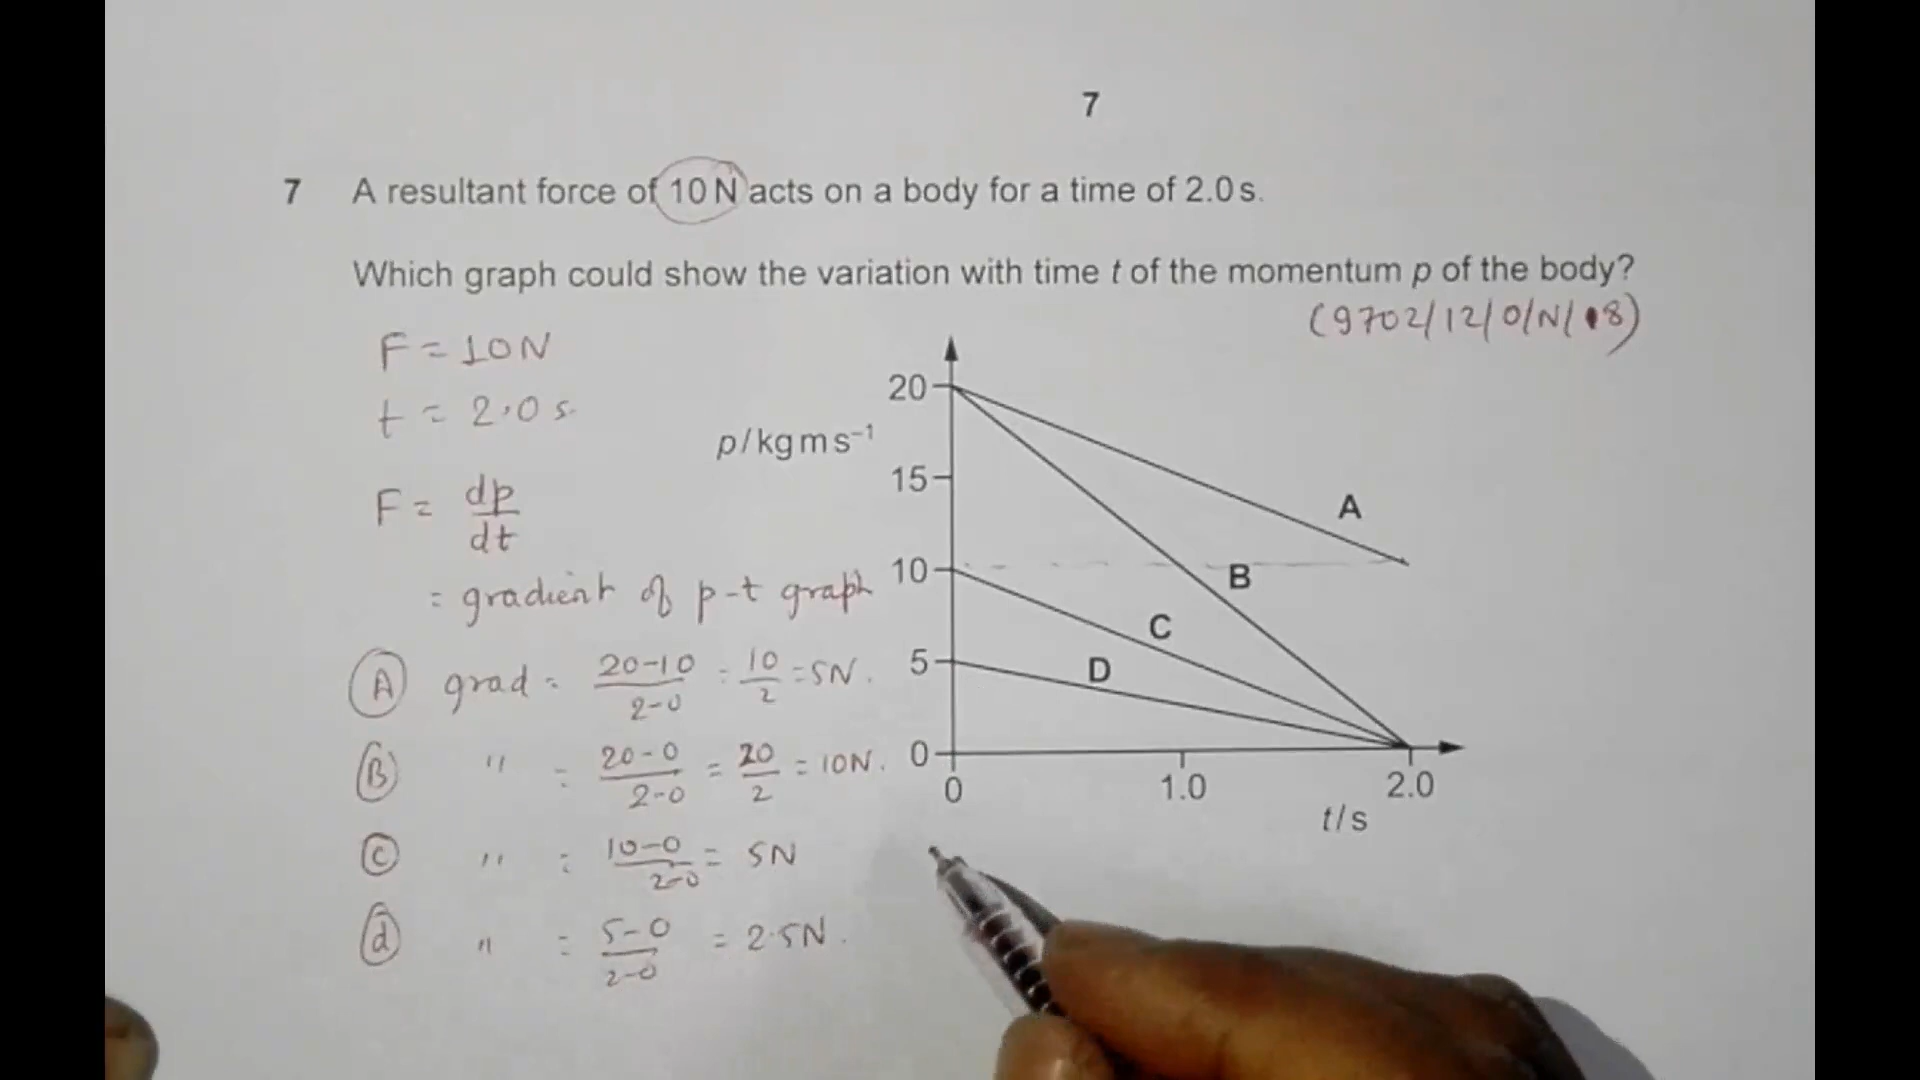 7
7 A resultant force of 10 N acts on a body for a time of 2.0 s.
Which graph could show the variation with time t of the momentum p of the body?
(9702/12/O/N/18)
F = 10N
t = 2.0 s.
F = dp/dt
= gradient of p-t graph
(A) grad = 20-10/2-0 = 10/2 = 5N.
(B) " = 20-0/2-0 = 20/2 = 10N.
(C) " = 10-0/2-0 = 5N
(d) " = 5-0/2-0 = 2.5N.
p/kg m s⁻¹
20
15
10
5
0
A
B
C
D
0 1.0 2.0
t/s